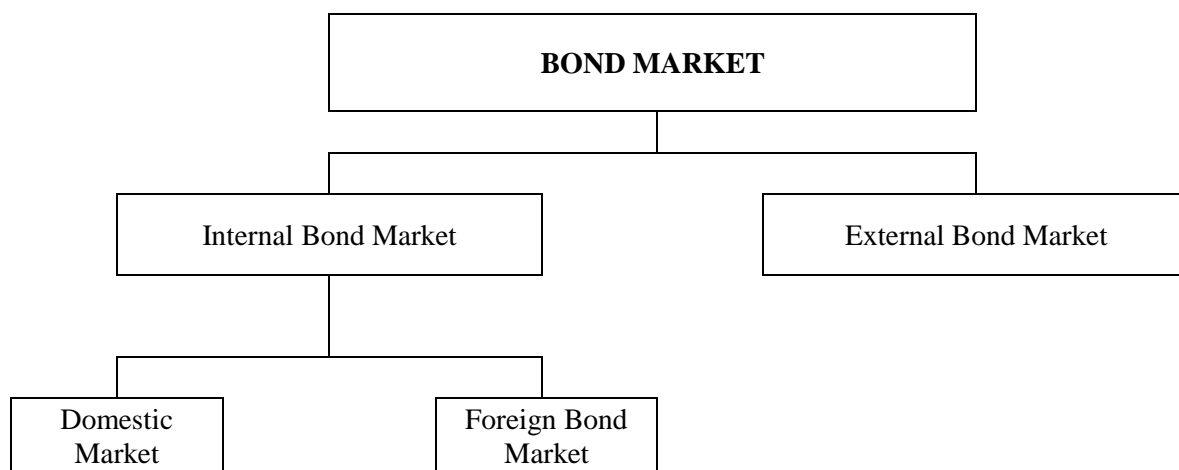 BOND MARKET
Internal Bond Market
External Bond Market
Domestic
Market
Foreign Bond
Market